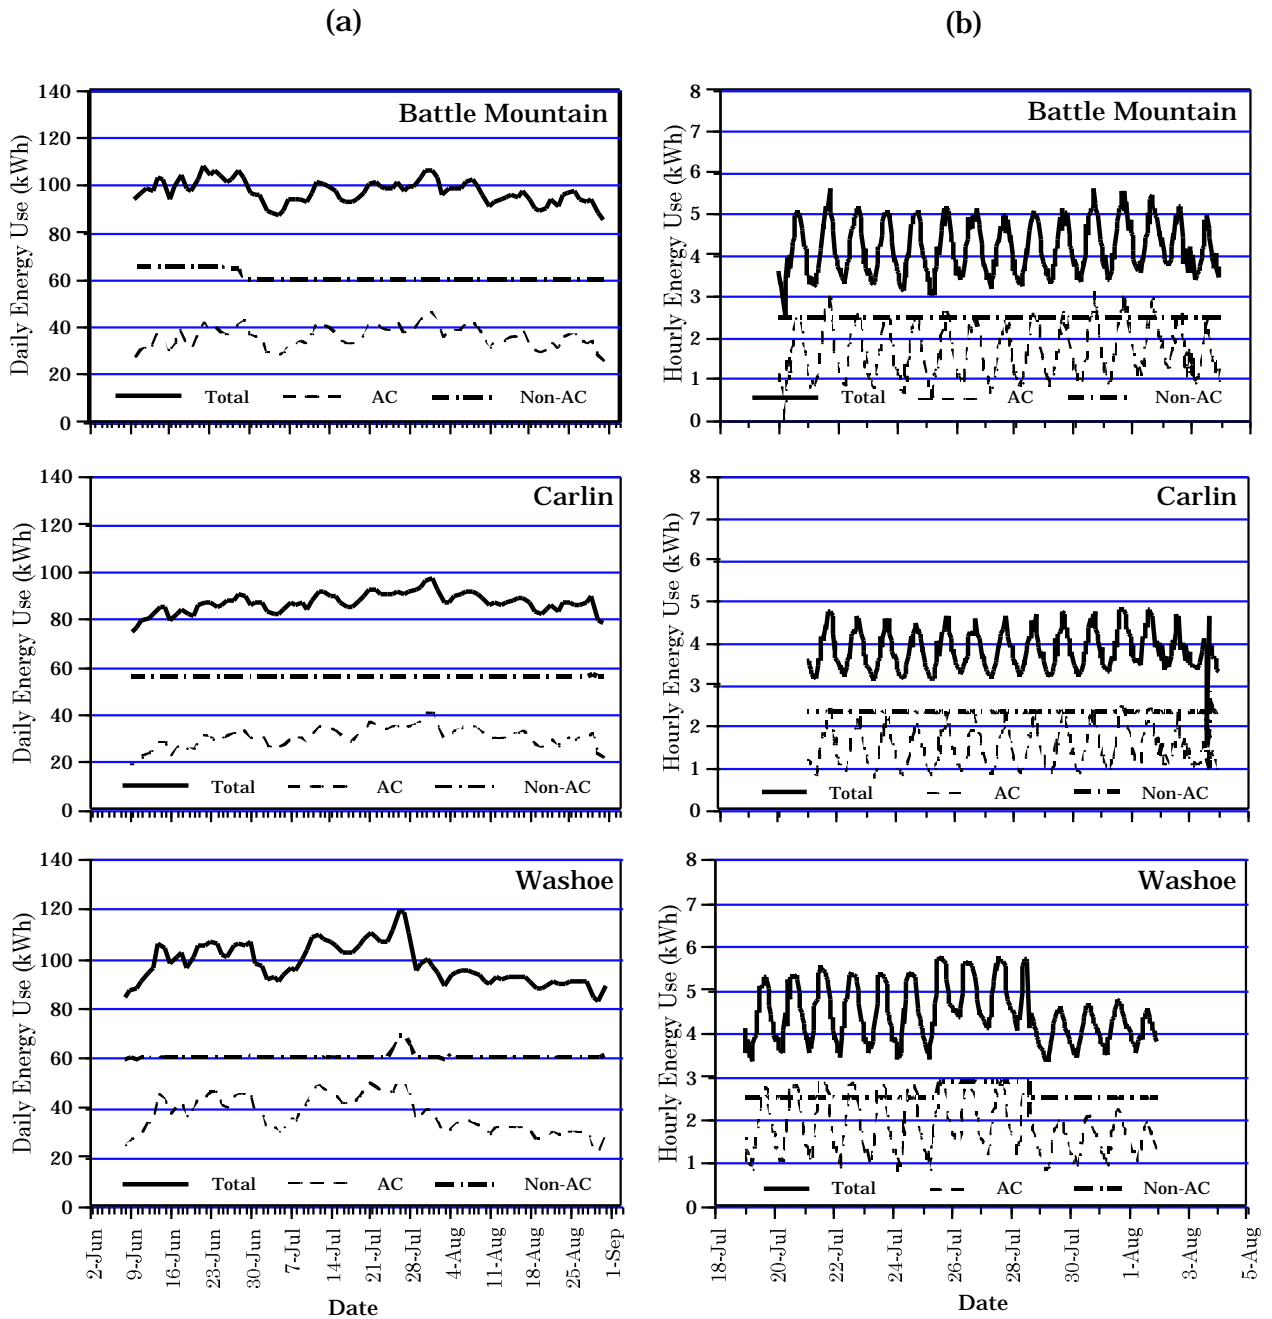 (a)
(b)
Battle Mountain
Daily Energy Use (kWh)
140
120
100
80
60
40
20
0
Total AC Non-AC
Battle Mountain
Hourly Energy Use (kWh)
8
7
6
5
4
3
2
1
0
Total AC Non-AC
Carlin
Daily Energy Use (kWh)
140
120
100
80
60
40
20
0
Total AC Non-AC
Carlin
Hourly Energy Use (kWh)
8
7
6
5
4
3
2
1
0
Total AC Non-AC
Washoe
Daily Energy Use (kWh)
140
120
100
80
60
40
20
0
Total AC Non-AC
2-Jun 9-Jun 16-Jun 23-Jun 30-Jun 7-Jul 14-Jul 21-Jul 28-Jul 4-Aug 11-Aug 18-Aug 25-Aug 1-Sep
Date
Washoe
Hourly Energy Use (kWh)
8
7
6
5
4
3
2
1
0
Total AC Non-AC
18-Jul 20-Jul 22-Jul 24-Jul 26-Jul 28-Jul 30-Jul 1-Aug 3-Aug 5-Aug
Date